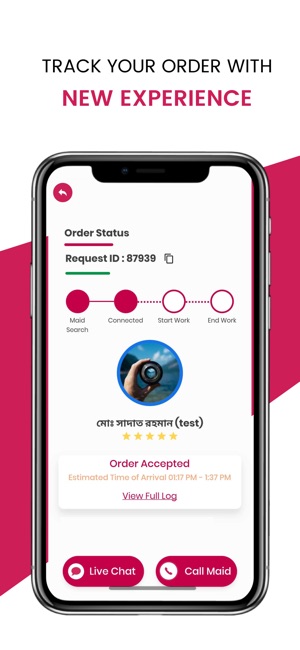 TRACK YOUR ORDER WITH
NEW EXPERIENCE
Order Status
Request ID : 87939
Maid Search
Connected
Start Work
End Work
মোঃ সাদাত রহমান (test)
Order Accepted
Estimated Time of Arrival 01:17 PM - 1:37 PM
View Full Log
Live Chat
Call Maid